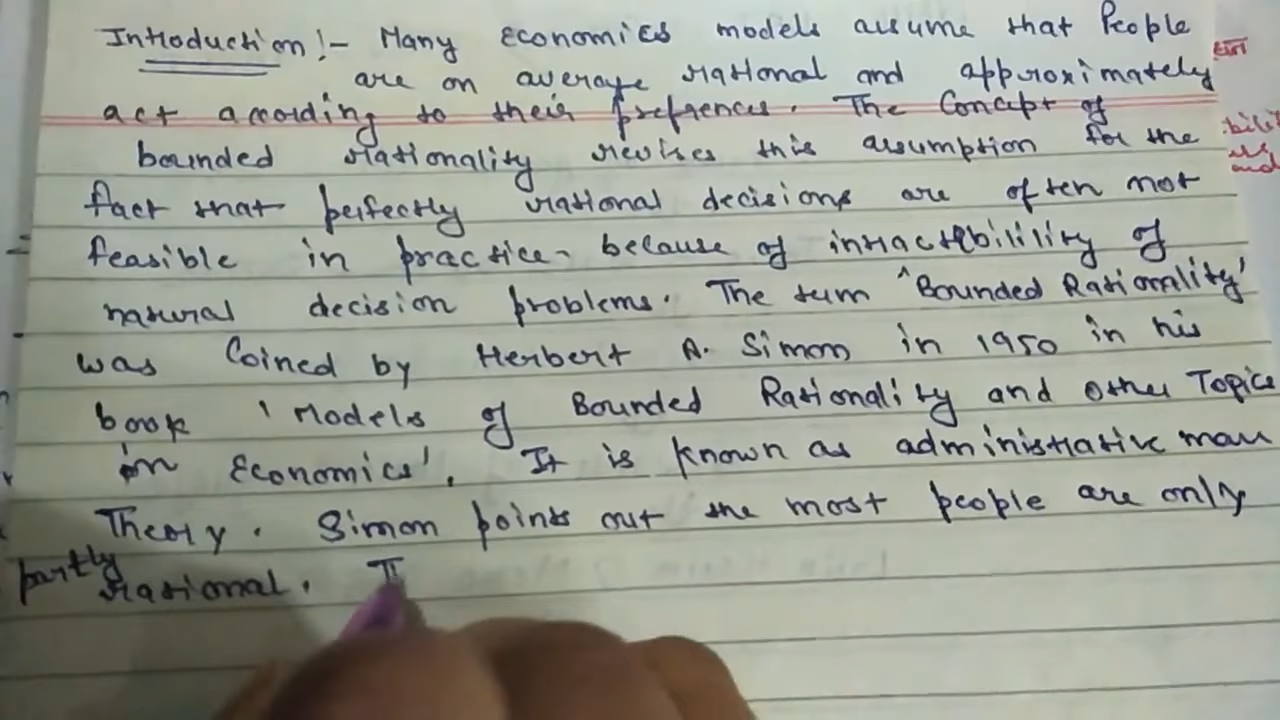 Introduction :- Many Economics models assume that People
are on average rational and approximately
act according to their prefrences. The Concept of
bounded rationality revises this assumption for the
fact that perfectly rational decisions are often not
feasible in practice - because of intractibilility of
natural decision problems. The term 'Bounded Rationality'
was Coined by Herbert A. Simon in 1950 in his
book 'Models of Bounded Rationality and other Topics
in Economics'. It is known as administrative man
Theory. Simon points out the most people are only
partly rational.